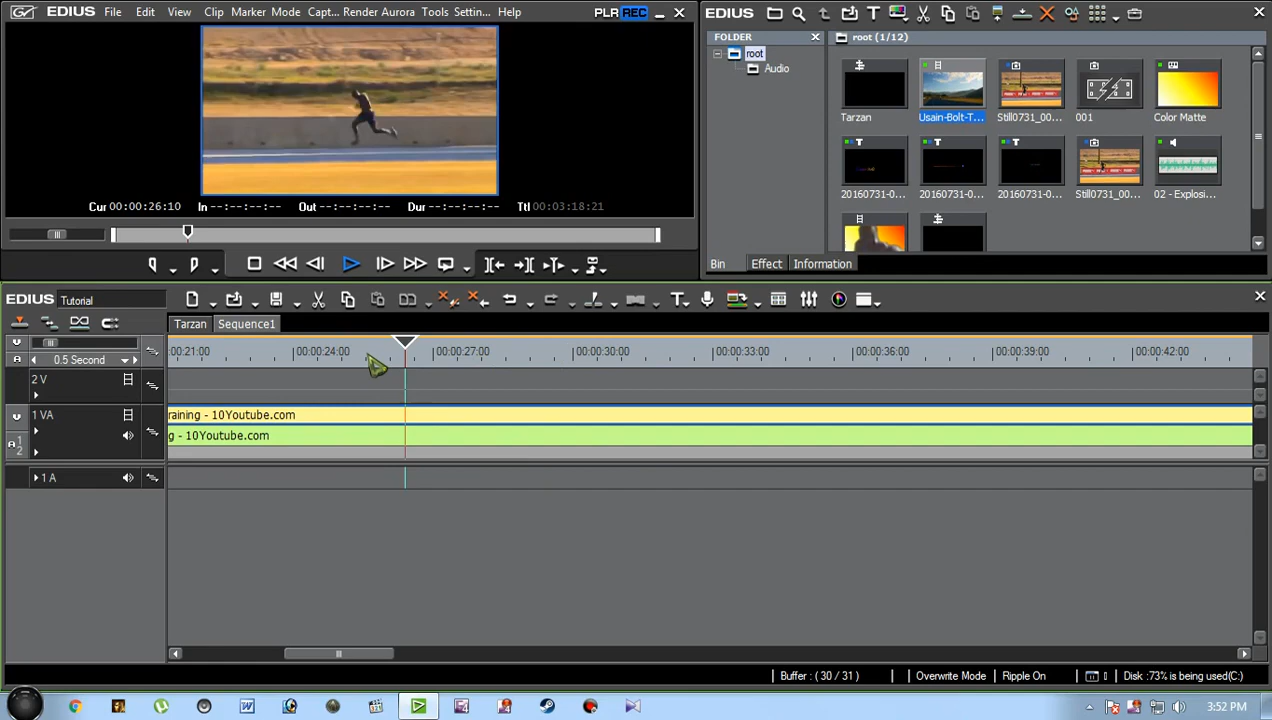 File Edit View Clip Marker Mode Capt... Render Aurora Tools Settin... Help PLR REC
Cur 00:00:26:10 In --:--:--:-- Out --:--:--:-- Dur --:--:--:-- Ttl 00:03:18:21
EDIUS
FOLDER
root
Audio
root (1/12)
Tarzan Usain-Bolt-T... Still0731_00... 001 Color Matte
20160731-0... 20160731-0... 20160731-0... Still0731_00... 02 - Explosi...
Bin Effect Information
EDIUS Tutorial
Tarzan Sequence1
0.5 Second
:00:21:00 00:00:24:00 00:00:27:00 00:00:30:00 00:00:33:00 00:00:36:00 00:00:39:00 00:00:42:00
2 V
1 VA raining - 10Youtube.com
1 2 g - 10Youtube.com
1 A
Buffer : ( 30 / 31 ) Overwrite Mode Ripple On 0 Disk :73% is being used(C:)
3:52 PM